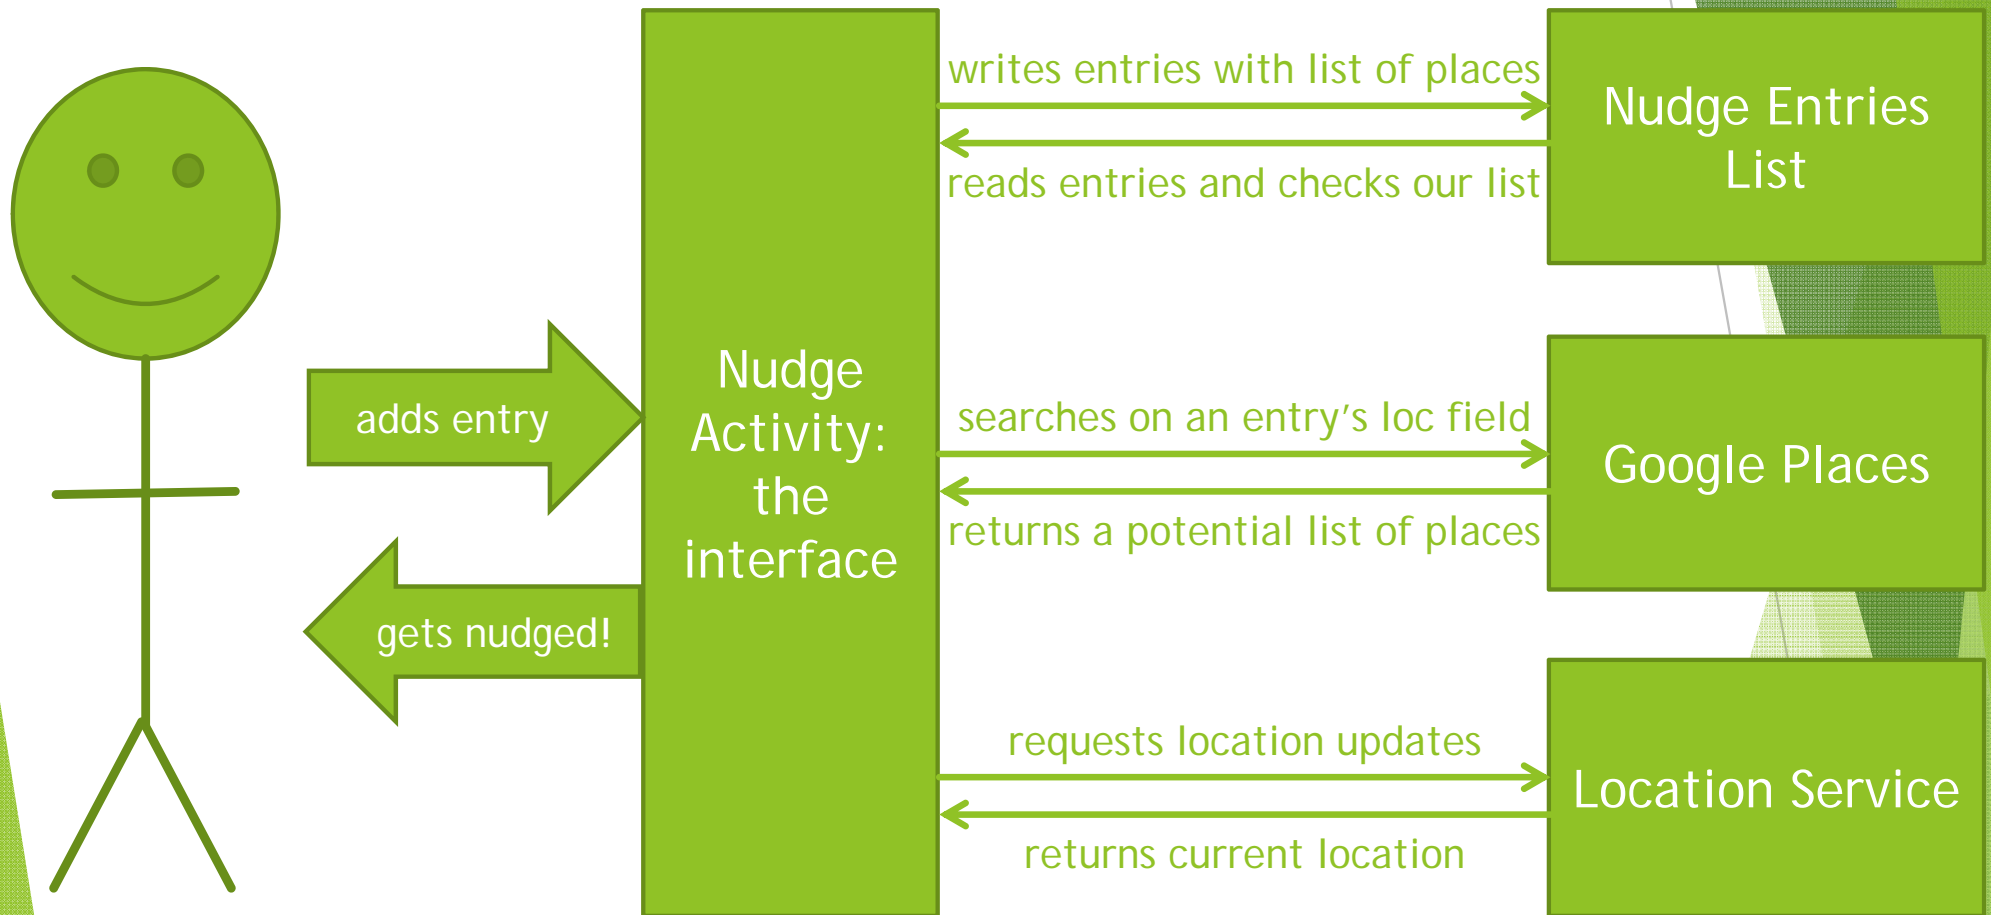 writes entries with list of places
reads entries and checks our list
Nudge Entries
List
adds entry
gets nudged!
Nudge
Activity:
the
interface
searches on an entry’s loc field
returns a potential list of places
Google Places
requests location updates
returns current location
Location Service